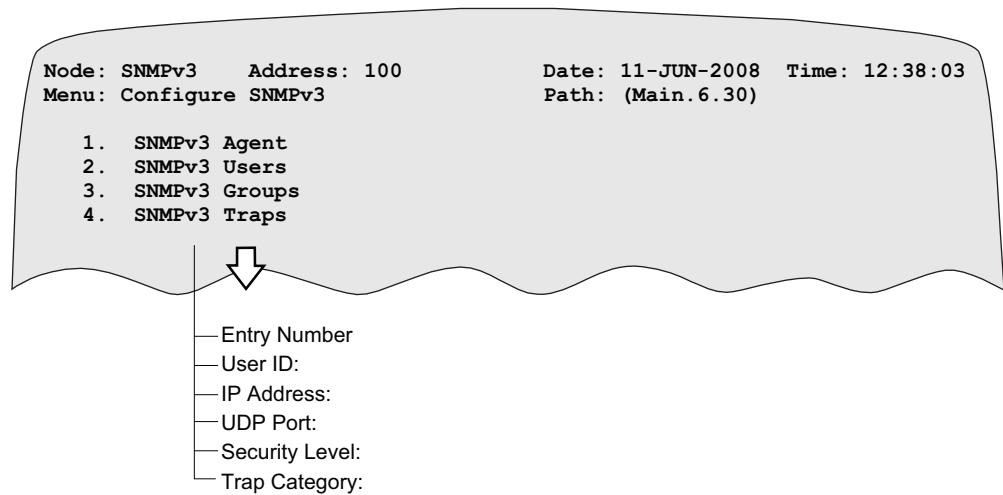 Node: SNMPv3 Address: 100 Date: 11-JUN-2008 Time: 12:38:03
Menu: Configure SNMPv3 Path: (Main.6.30)
1. SNMPv3 Agent
2. SNMPv3 Users
3. SNMPv3 Groups
4. SNMPv3 Traps
Entry Number
User ID:
IP Address:
UDP Port:
Security Level:
Trap Category: